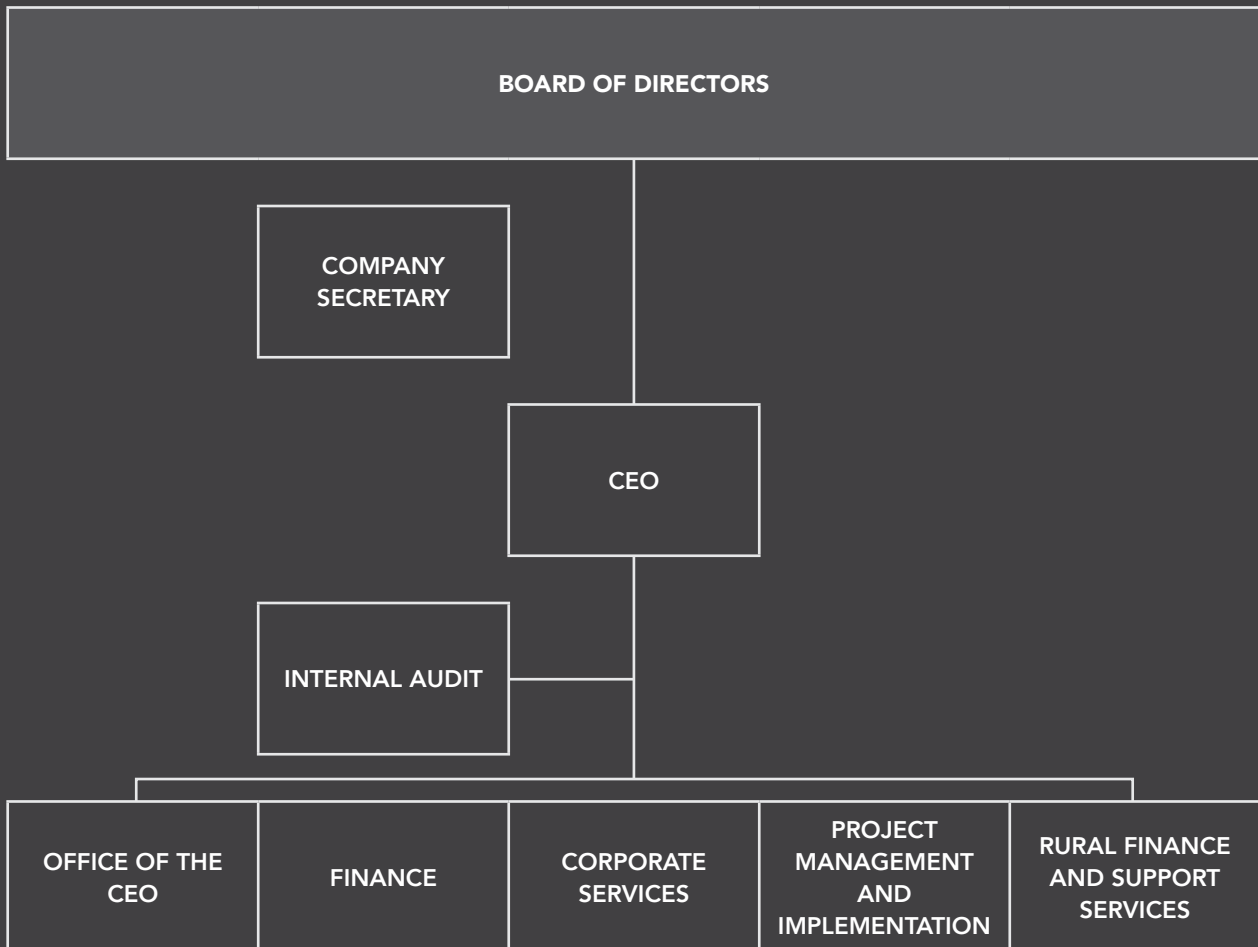 BOARD OF DIRECTORS
COMPANY
SECRETARY
CEO
INTERNAL AUDIT
OFFICE OF THE
CEO
FINANCE
CORPORATE
SERVICES
PROJECT
MANAGEMENT
AND
IMPLEMENTATION
RURAL FINANCE
AND SUPPORT
SERVICES